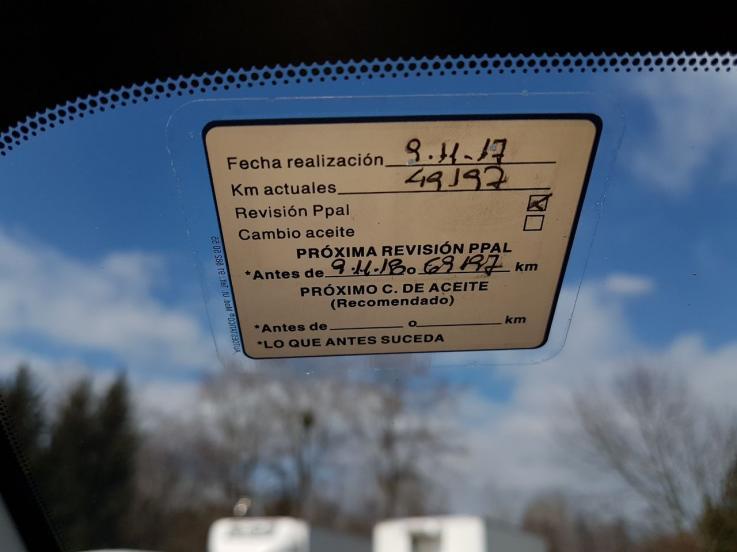 Fecha realización 9.11.17
Km actuales 49197
Revisión Ppal
Cambio aceite
PRÓXIMA REVISIÓN PPAL
*Antes de 9.11.18 o 69197 km
PRÓXIMO C. DE ACEITE
(Recomendado)
*Antes de o km
*LO QUE ANTES SUCEDA